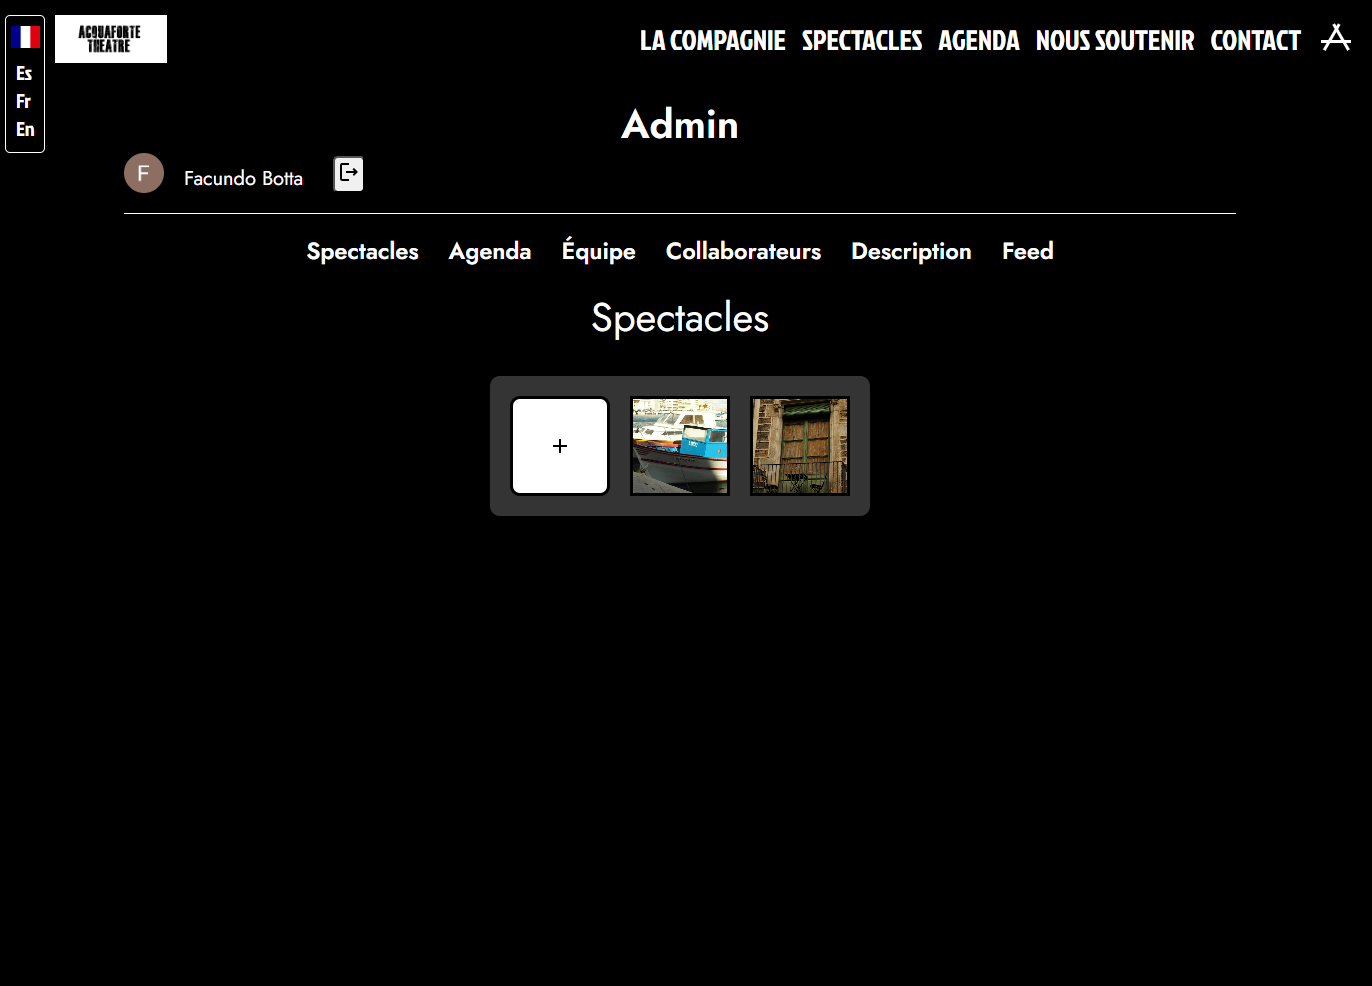 ACQUAFORTE
THEATRE
LA COMPAGNIE SPECTACLES AGENDA NOUS SOUTENIR CONTACT
Es
Fr
En
Admin
F Facundo Botta
Spectacles Agenda Équipe Collaborateurs Description Feed
Spectacles
+